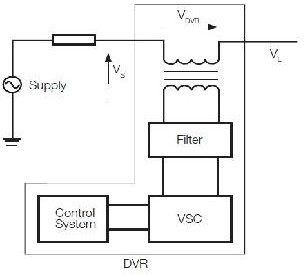 V_DVR
V_S
V_L
Supply
Filter
Control
System
VSC
DVR